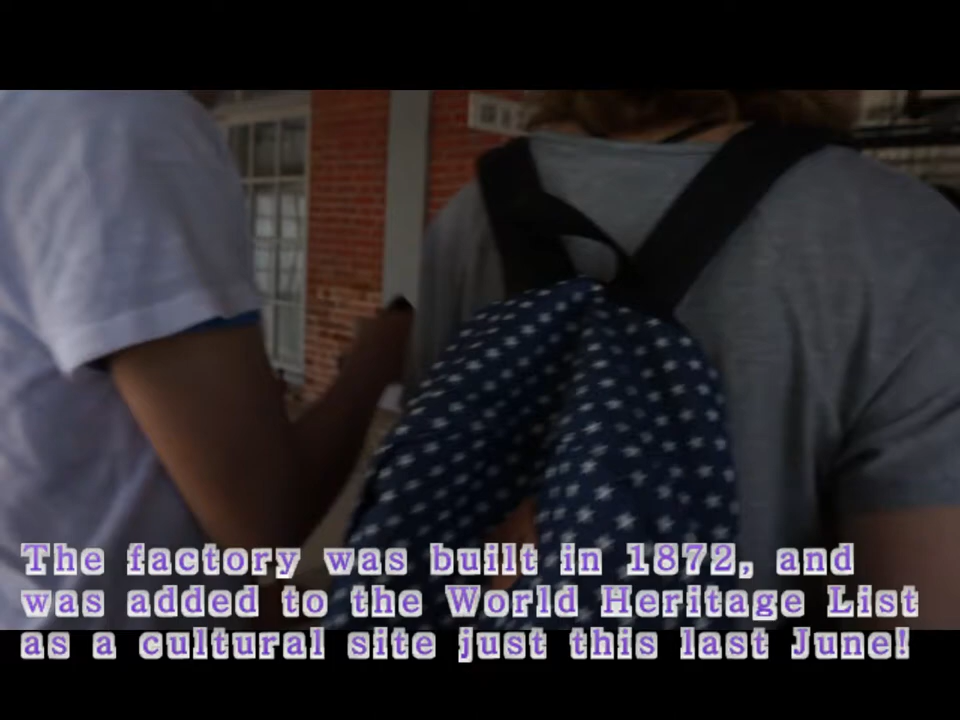 The factory was built in 1872, and
was added to the World Heritage List
as a cultural site just this last June!